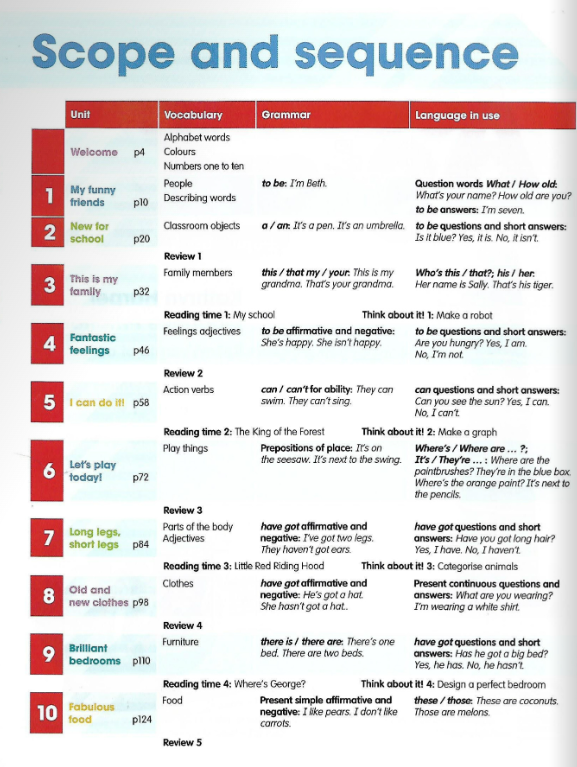 Scope and sequence
Unit Vocabulary Grammar Language in use
Welcome p4
Alphabet words
Colours
Numbers one to ten
1
My funny
friends p10
People
Describing words
to be: I'm Beth.
Question words What / How old:
What's your name? How old are you?
to be answers: I'm seven.
2
New for
school p20
Classroom objects
a / an: It's a pen. It's an umbrella.
to be questions and short answers:
Is it blue? Yes, it is. No, it isn't.
Review 1
3
This is my
family p32
Family members
this / that my / your: This is my
grandma. That's your grandma.
Who's this / that?; his / her:
Her name is Sally. That's his tiger.
Reading time 1: My school Think about it! 1: Make a robot
4
Fantastic
feelings p46
Feelings adjectives
to be affirmative and negative:
She's happy. She isn't happy.
to be questions and short answers:
Are you hungry? Yes, I am.
No, I'm not.
Review 2
5
I can do it! p58
Action verbs
can / can't for ability: They can
swim. They can't sing.
can questions and short answers:
Can you see the sun? Yes, I can.
No, I can't.
Reading time 2: The King of the Forest Think about it! 2: Make a graph
6
Let's play
today! p72
Play things
Prepositions of place: It's on
the seesaw. It's next to the swing.
Where's / Where are ... ?;
It's / They're ... : Where are the
paintbrushes? They're in the blue box.
Where's the orange paint? It's next to
the pencils.
Review 3
7
Long legs,
short legs p84
Parts of the body
Adjectives
have got affirmative and
negative: I've got two legs.
They haven't got ears.
have got questions and short
answers: Have you got long hair?
Yes, I have. No, I haven't.
Reading time 3: Little Red Riding Hood Think about it! 3: Categorise animals
8
Old and
new clothes p98
Clothes
have got affirmative and
negative: He's got a hat.
She hasn't got a hat..
Present continuous questions and
answers: What are you wearing?
I'm wearing a white shirt.
Review 4
9
Brilliant
bedrooms p110
Furniture
there is / there are: There's one
bed. There are two beds.
have got questions and short
answers: Has he got a big bed?
Yes, he has. No, he hasn't.
Reading time 4: Where's George? Think about it! 4: Design a perfect bedroom
10
Fabulous
food p124
Food
Present simple affirmative and
negative: I like pears. I don't like
carrots.
these / those: These are coconuts.
Those are melons.
Review 5